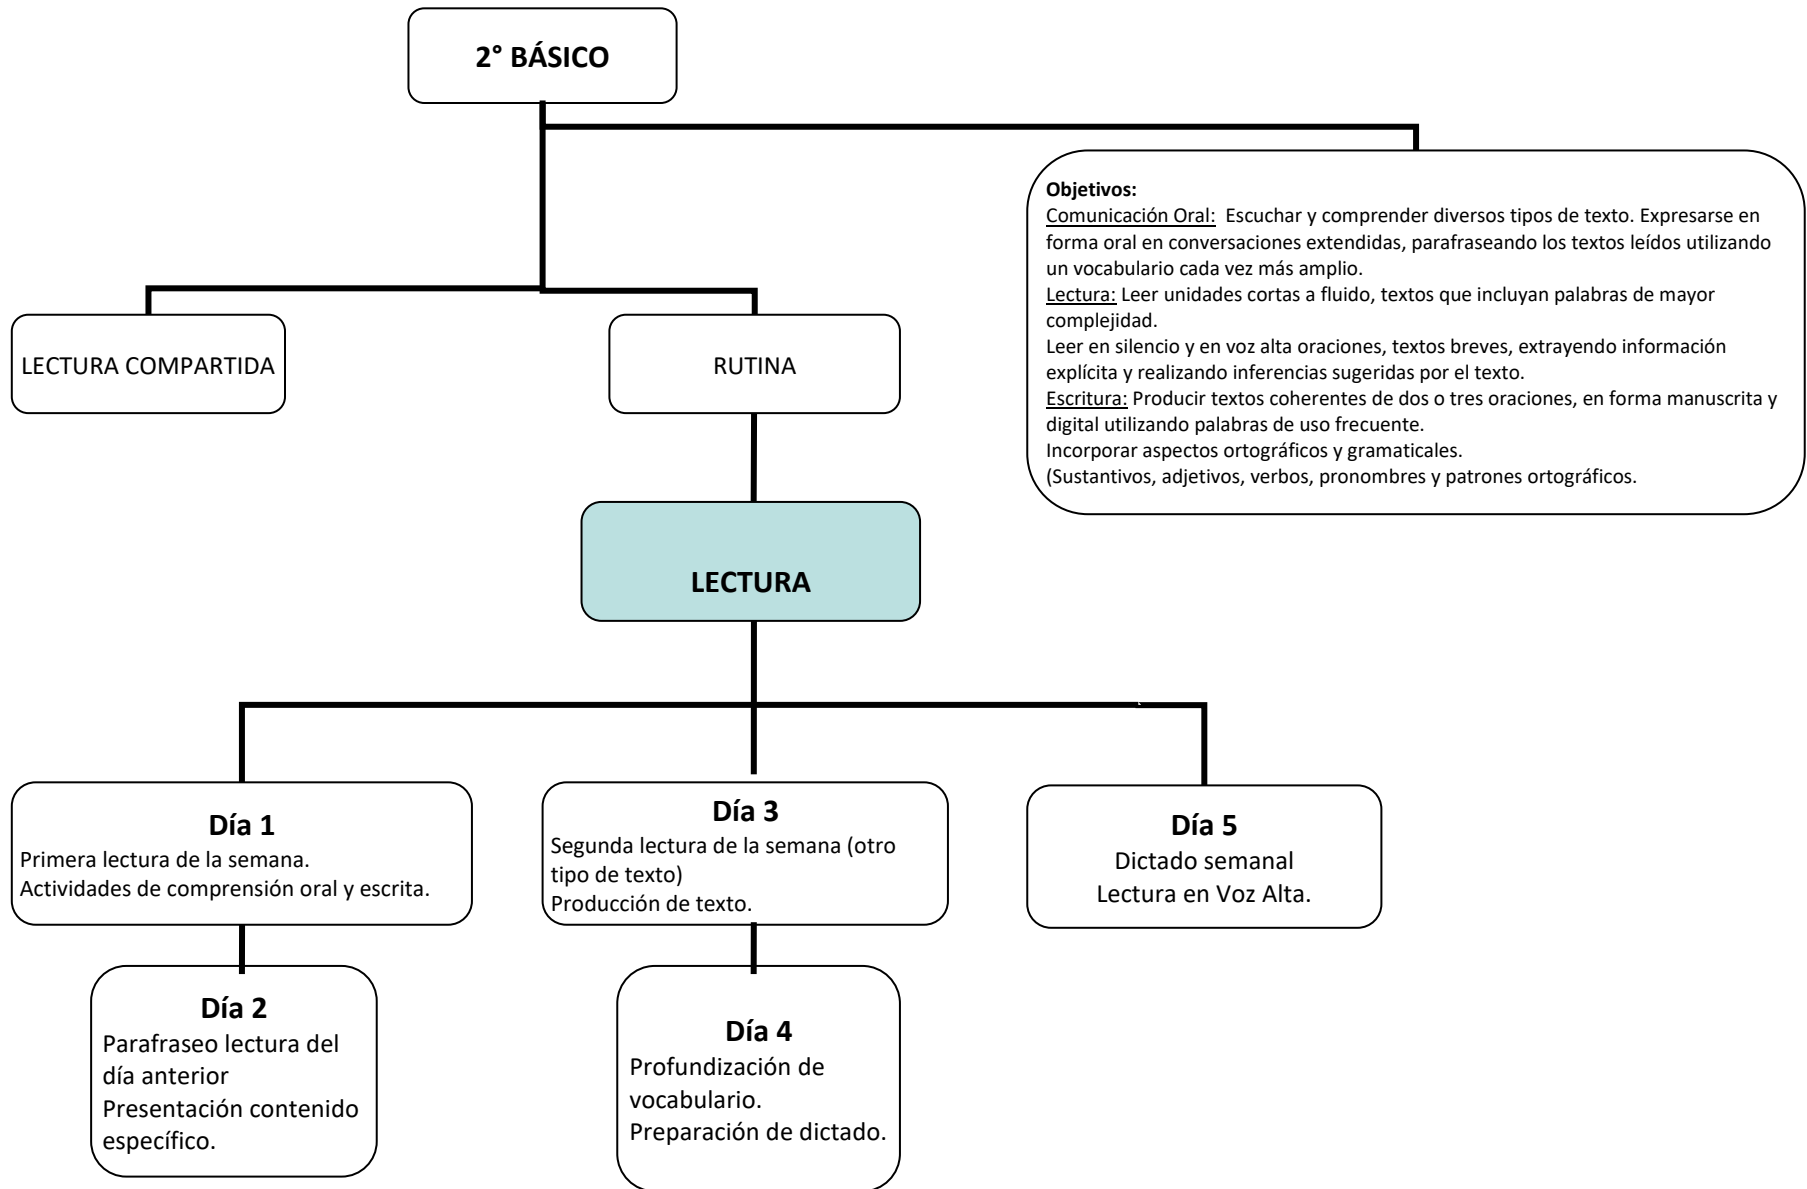 2° BÁSICO
Objetivos:
Comunicación Oral: Escuchar y comprender diversos tipos de texto. Expresarse en
forma oral en conversaciones extendidas, parafraseando los textos leídos utilizando
un vocabulario cada vez más amplio.
Lectura: Leer unidades cortas a fluido, textos que incluyan palabras de mayor
complejidad.
Leer en silencio y en voz alta oraciones, textos breves, extrayendo información
explícita y realizando inferencias sugeridas por el texto.
Escritura: Producir textos coherentes de dos o tres oraciones, en forma manuscrita y
digital utilizando palabras de uso frecuente.
Incorporar aspectos ortográficos y gramaticales.
(Sustantivos, adjetivos, verbos, pronombres y patrones ortográficos.
LECTURA COMPARTIDA
RUTINA
LECTURA
Día 1
Primera lectura de la semana.
Actividades de comprensión oral y escrita.
Día 3
Segunda lectura de la semana (otro
tipo de texto)
Producción de texto.
Día 5
Dictado semanal
Lectura en Voz Alta.
Día 2
Parafraseo lectura del
día anterior
Presentación contenido
específico.
Día 4
Profundización de
vocabulario.
Preparación de dictado.